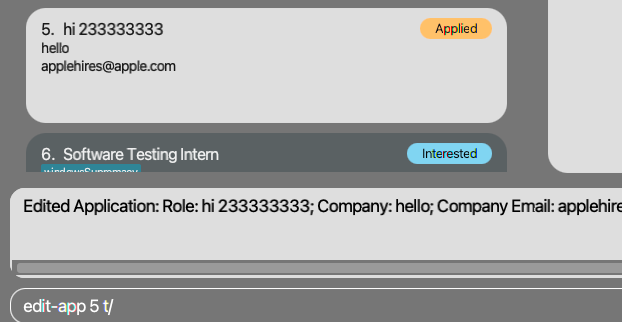 5. hi 233333333
Applied
hello
applehires@apple.com
6. Software Testing Intern
Interested
windowsSupremacy
Edited Application: Role: hi 233333333; Company: hello; Company Email: applehire
edit-app 5 t/